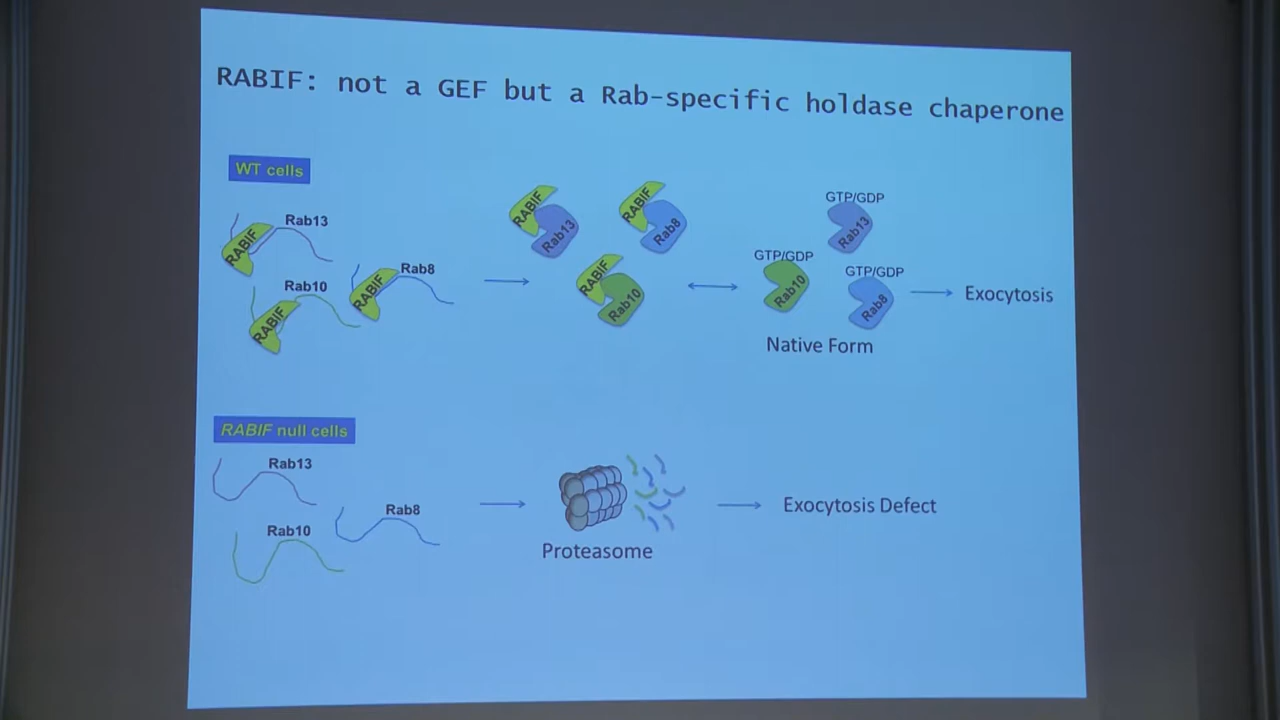 RABIF: not a GEF but a Rab-specific holdase chaperone
WT cells
RABIF
Rab13
RABIF
Rab10
RABIF
Rab8
RABIF
Rab13
RABIF
Rab8
RABIF
Rab10
GTP/GDP
Rab13
GTP/GDP
Rab10
GTP/GDP
Rab8
Native Form
Exocytosis
RABIF null cells
Rab13
Rab10
Rab8
Proteasome
Exocytosis Defect